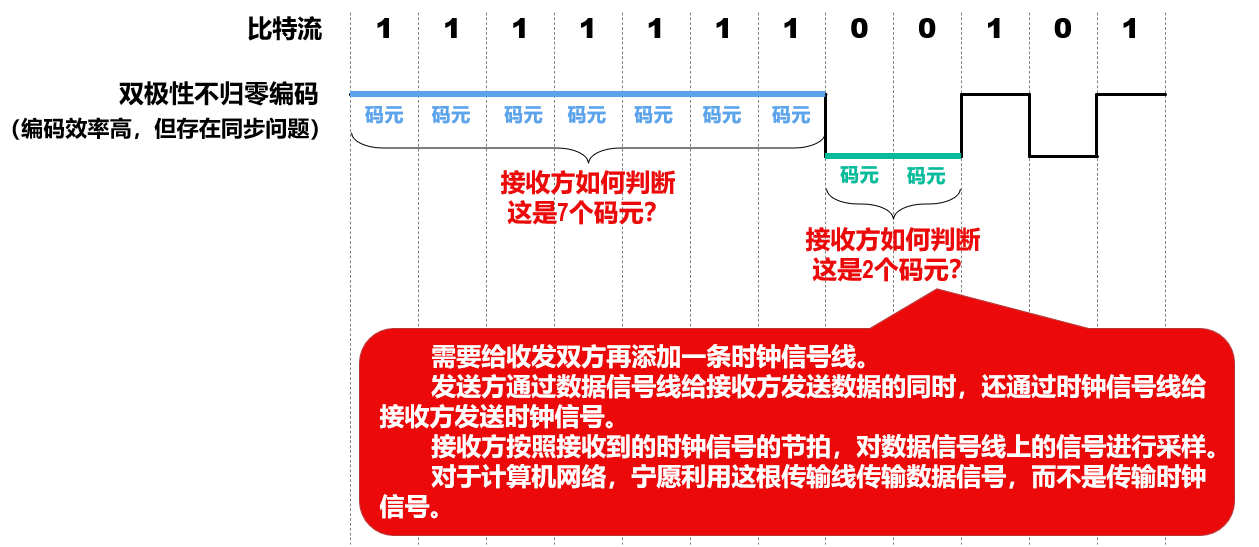 比特流 1 1 1 1 1 1 1 0 0 1 0 1
双极性不归零编码
（编码效率高，但存在同步问题）
码元 码元 码元 码元 码元 码元 码元
接收方如何判断
这是7个码元？
码元 码元
接收方如何判断
这是2个码元？
需要给收发双方再添加一条时钟信号线。
发送方通过数据信号线给接收方发送数据的同时，还通过时钟信号线给
接收方发送时钟信号。
接收方按照接收到的时钟信号的节拍，对数据信号线上的信号进行采样。
对于计算机网络，宁愿利用这根传输线传输数据信号，而不是传输时钟
信号。